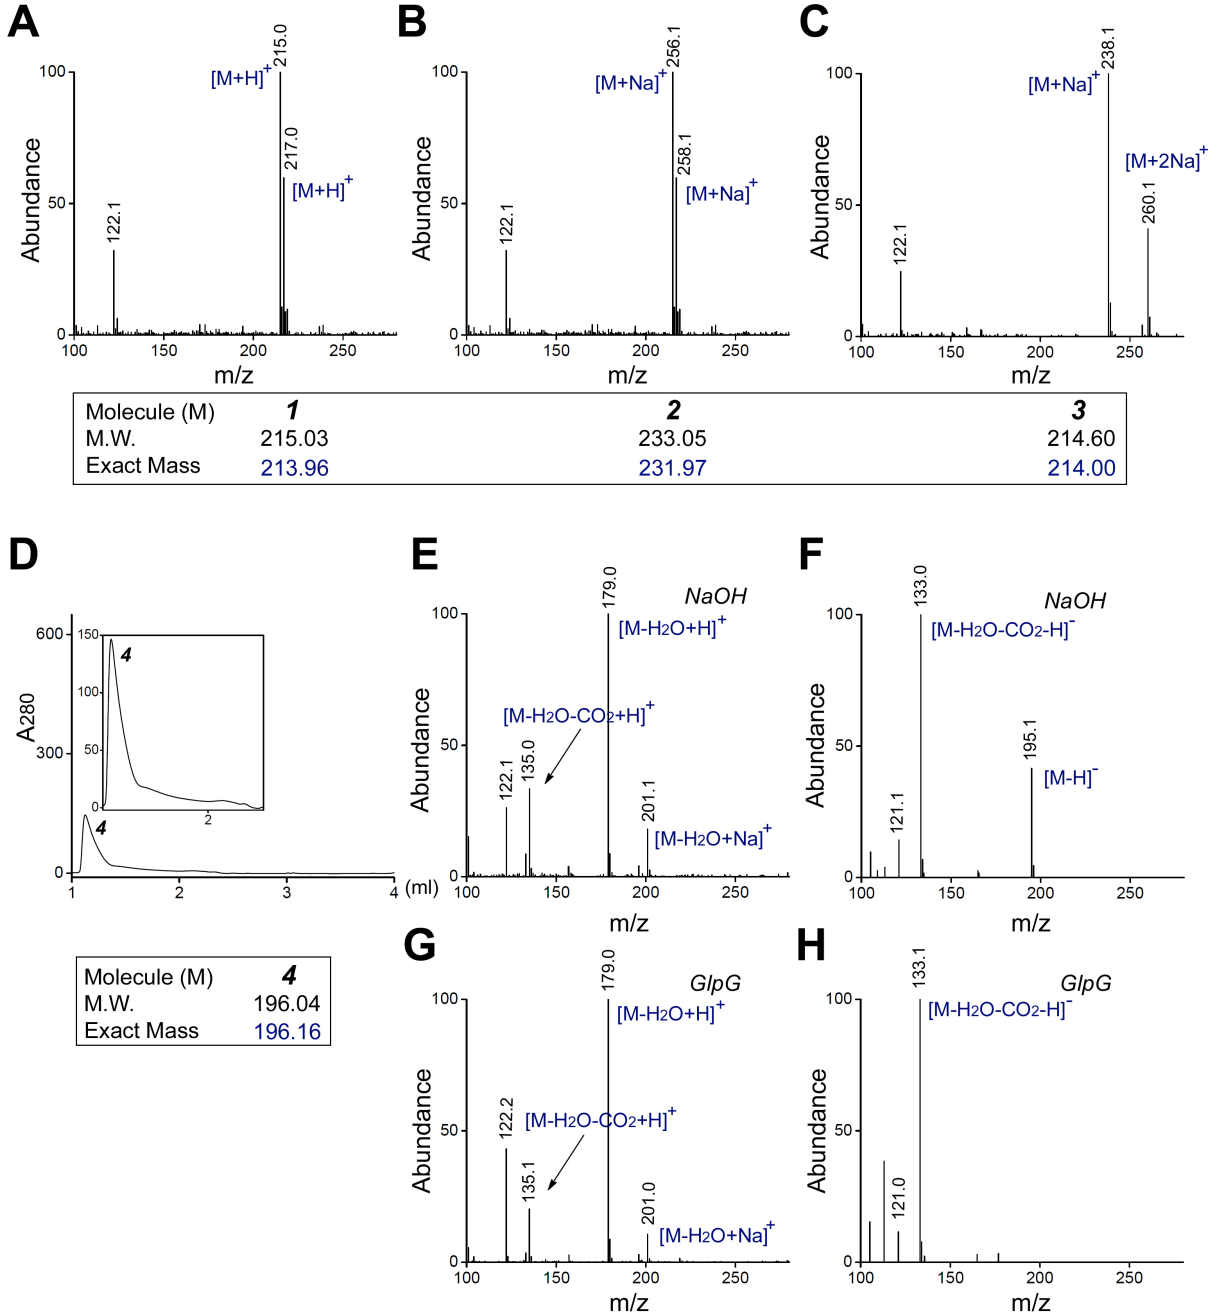 A
B
C
215.0
256.1
238.1
100
[M+H]+
100
[M+Na]+
100
[M+Na]+
217.0
258.1
[M+2Na]+
[M+H]+
[M+Na]+
260.1
Abundance
Abundance
Abundance
50
50
50
122.1
122.1
122.1
0
0
0
100 150 200 250
100 150 200 250
100 150 200 250
m/z
m/z
m/z
Molecule (M) 1 2 3
M.W. 215.03 233.05 214.60
Exact Mass 213.96 231.97 214.00
D
E
F
179.0
NaOH
133.0
NaOH
100
[M-H2O+H]+
100
[M-H2O-CO2-H]-
600
150
4
100
50
0
2
A280
300
4
0
1 2 3 4 (ml)
Abundance
[M-H2O-CO2+H]+
50
122.1
135.0
201.1
[M-H2O+Na]+
0
100 150 200 250
m/z
Abundance
50
195.1
[M-H]-
121.1
0
100 150 200 250
m/z
Molecule (M) 4
M.W. 196.04
Exact Mass 196.16
G
H
179.0
GlpG
133.1
GlpG
100
[M-H2O+H]+
100
[M-H2O-CO2-H]-
Abundance
122.2
[M-H2O-CO2+H]+
50
135.1
201.0
[M-H2O+Na]+
0
100 150 200 250
m/z
Abundance
50
121.0
0
100 150 200 250
m/z